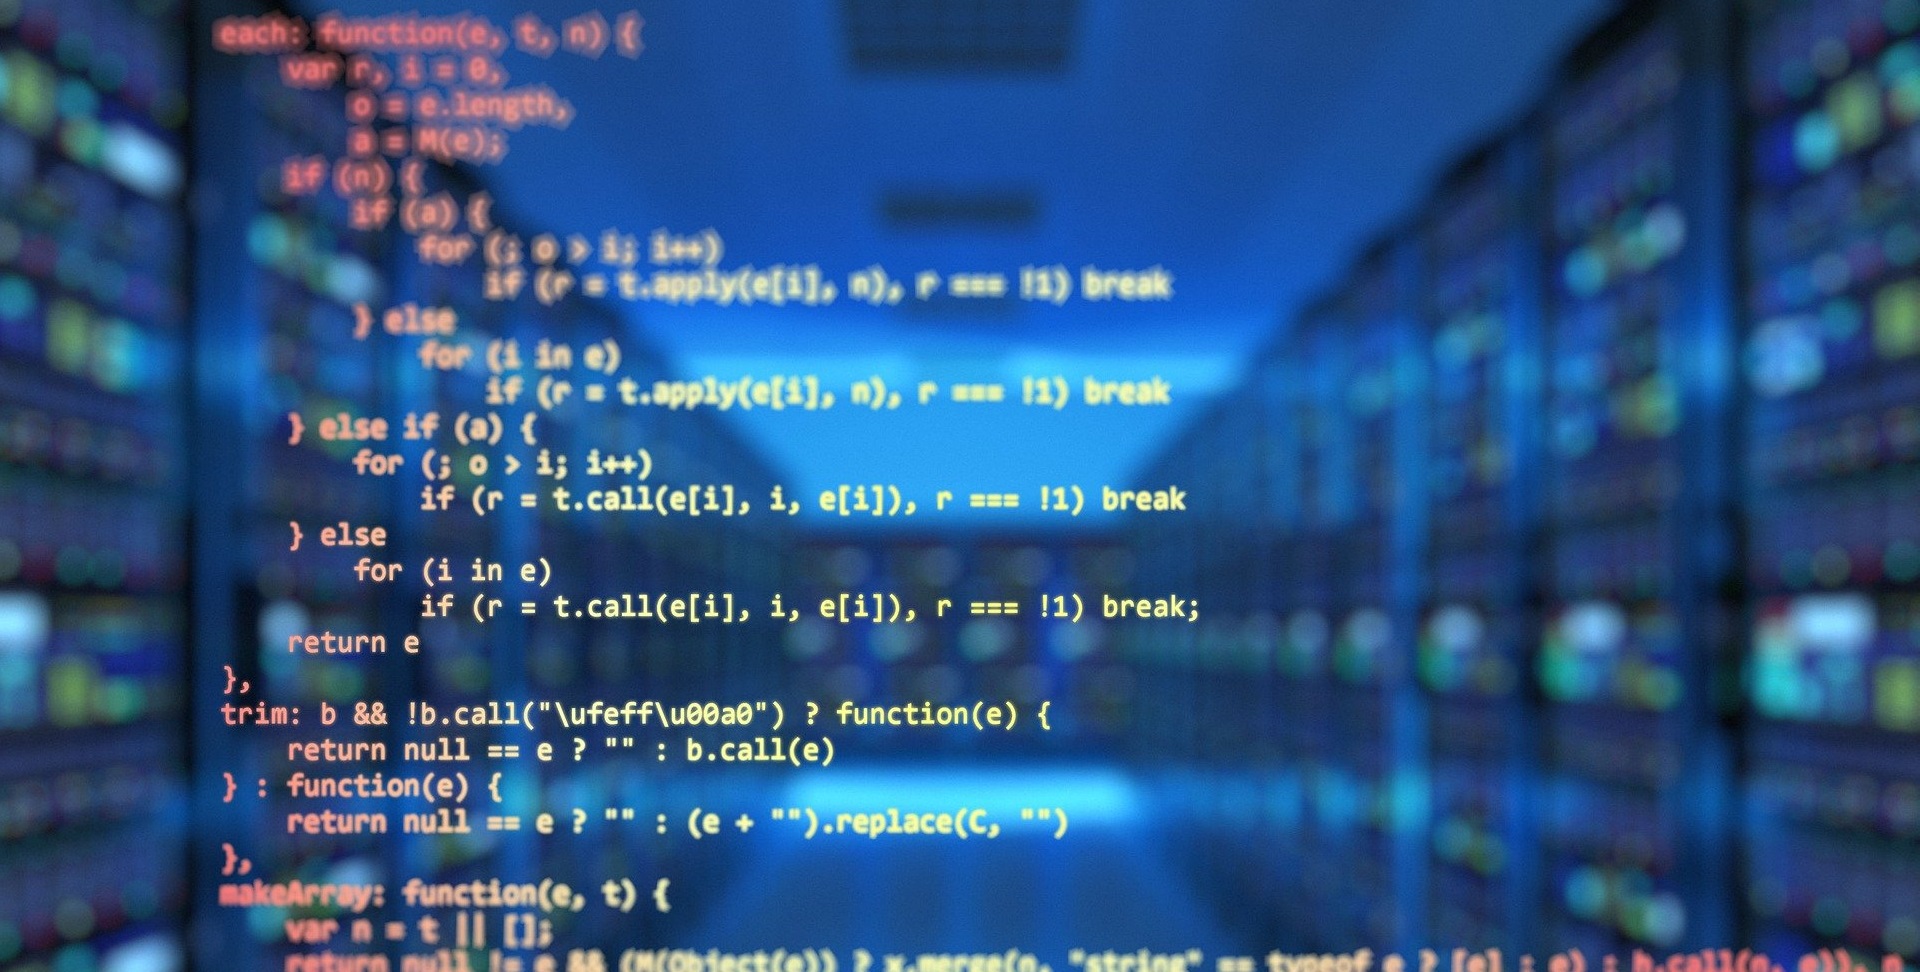 each: function(e, t, n) {
    var r, i = 0,
        o = e.length,
        a = M(e);
    if (n) {
        if (a) {
            for (; o > i; i++)
                if (r = t.apply(e[i], n), r === !1) break
        } else
            for (i in e)
                if (r = t.apply(e[i], n), r === !1) break
    } else if (a) {
        for (; o > i; i++)
            if (r = t.call(e[i], i, e[i]), r === !1) break
    } else
        for (i in e)
            if (r = t.call(e[i], i, e[i]), r === !1) break;
    return e
},
trim: b && !b.call("\ufeff\u00a0") ? function(e) {
    return null == e ? "" : b.call(e)
} : function(e) {
    return null == e ? "" : (e + "").replace(C, "")
},
makeArray: function(e, t) {
    var n = t || [];
    return null != e && (M(Object(e)) ? x.merge(n, "string" == typeof e ? [e] : e) : h.call(n, e)), n